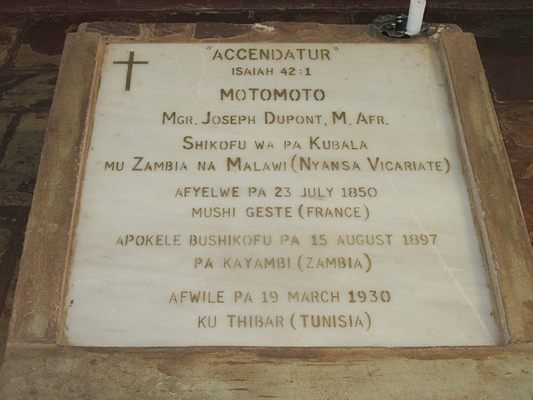 "ACCENDATUR"
ISAIAH 42:1
MOTOMOTO
MGR. JOSEPH DUPONT, M. AFR.
SHIKOFU WA PA KUBALA
MU ZAMBIA NA MALAWI (NYANSA VICARIATE)
AFYELWE PA 23 JULY 1850
MUSHI GESTE (FRANCE)
APOKELE BUSHIKOFU PA 15 AUGUST 1897
PA KAYAMBI (ZAMBIA)
AFWILE PA 19 MARCH 1930
KU THIBAR (TUNISIA)